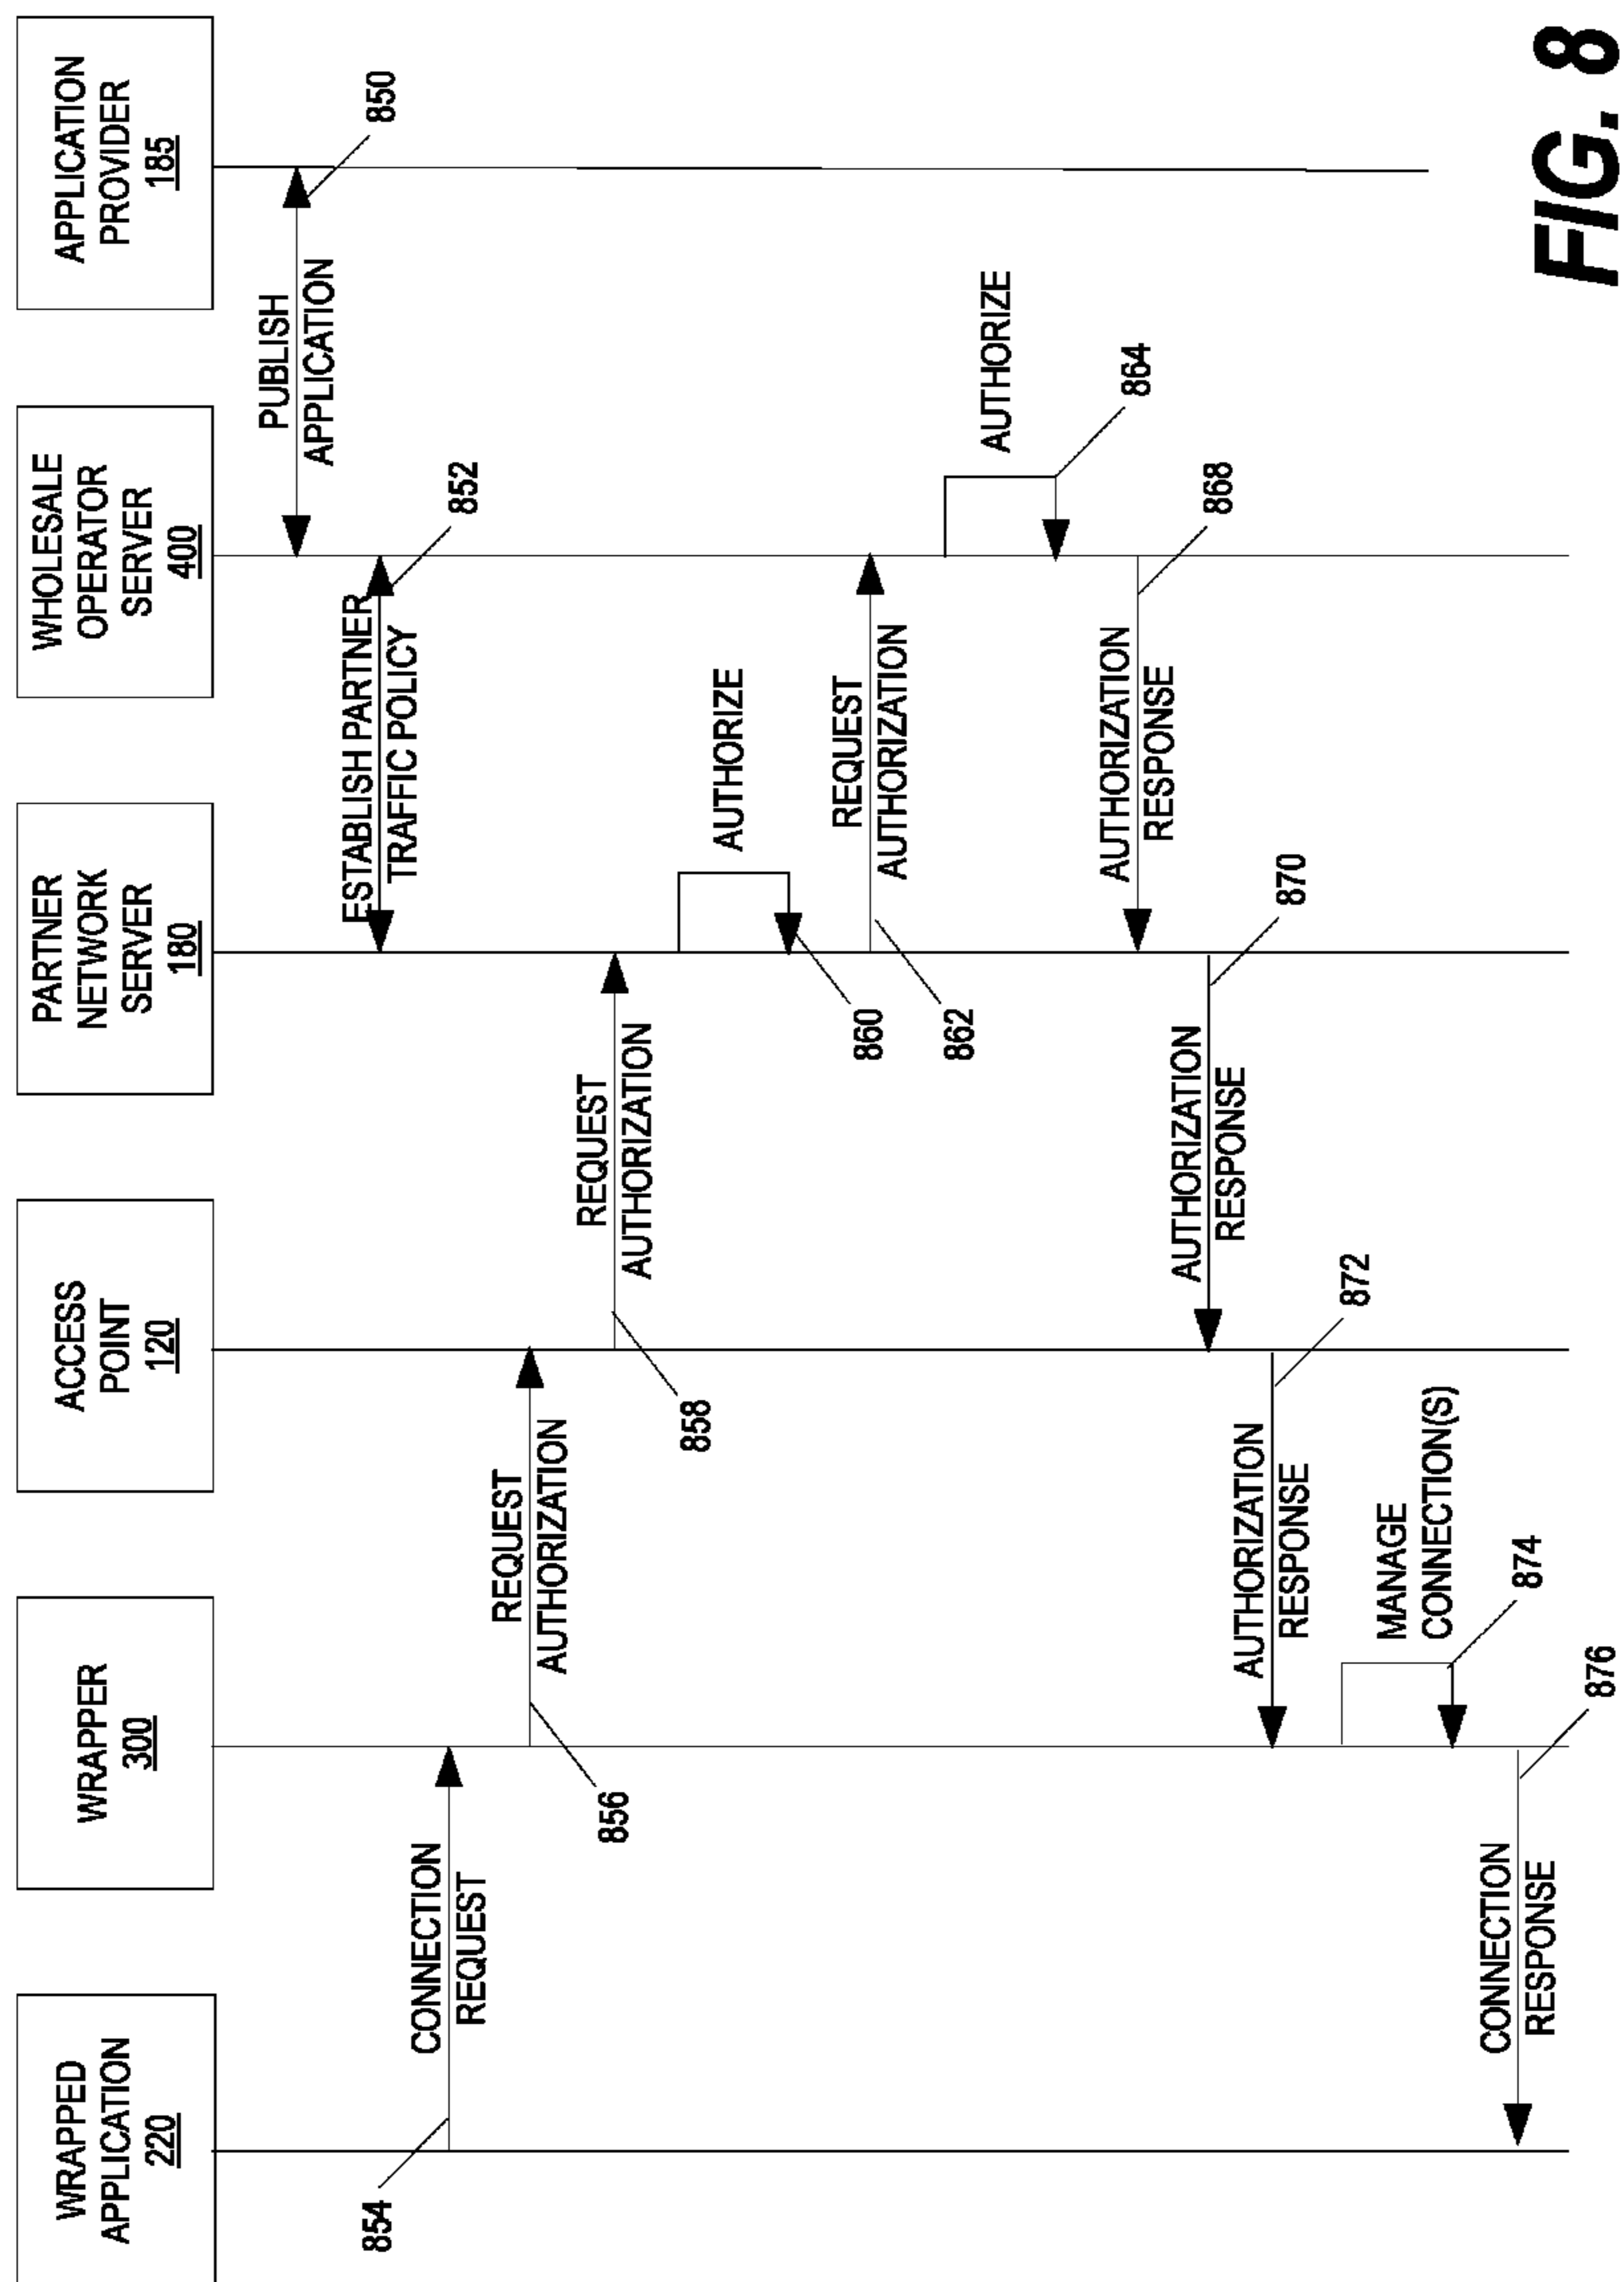 WRAPPED
APPLICATION
220
WRAPPER
300
ACCESS
POINT
120
PARTNER
NETWORK
SERVER
180
WHOLESALE
OPERATOR
SERVER
400
APPLICATION
PROVIDER
185
PUBLISH
APPLICATION
850
ESTABLISH PARTNER
TRAFFIC POLICY
852
854
CONNECTION
REQUEST
856
REQUEST
AUTHORIZATION
858
REQUEST
AUTHORIZATION
AUTHORIZE
860
REQUEST
AUTHORIZATION
862
AUTHORIZE
864
AUTHORIZATION
RESPONSE
868
AUTHORIZATION
RESPONSE
870
AUTHORIZATION
RESPONSE
872
MANAGE
CONNECTION(S)
874
CONNECTION
RESPONSE
876
FIG. 8